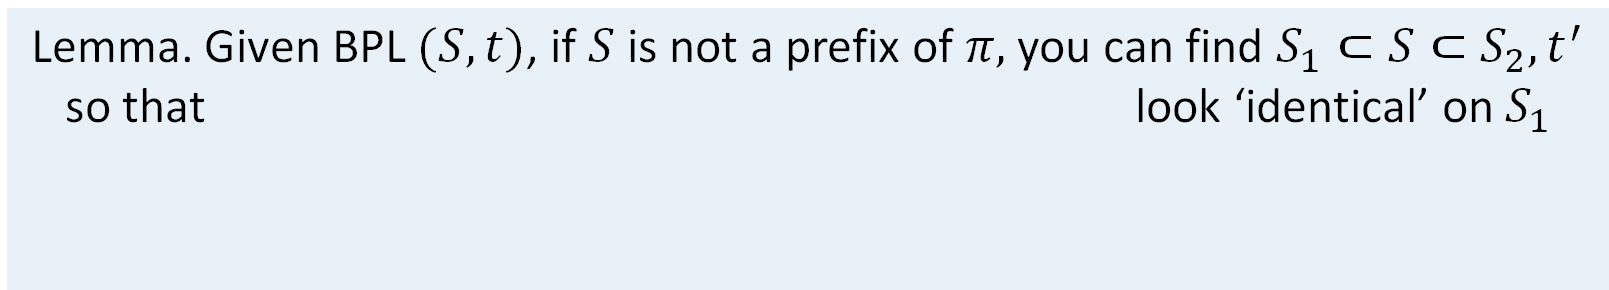 Lemma. Given BPL (𝑆, 𝑡), if 𝑆 is not a prefix of 𝜋, you can find 𝑆₁ ⊂ 𝑆 ⊂ 𝑆₂, 𝑡′
so that look ‘identical’ on 𝑆₁